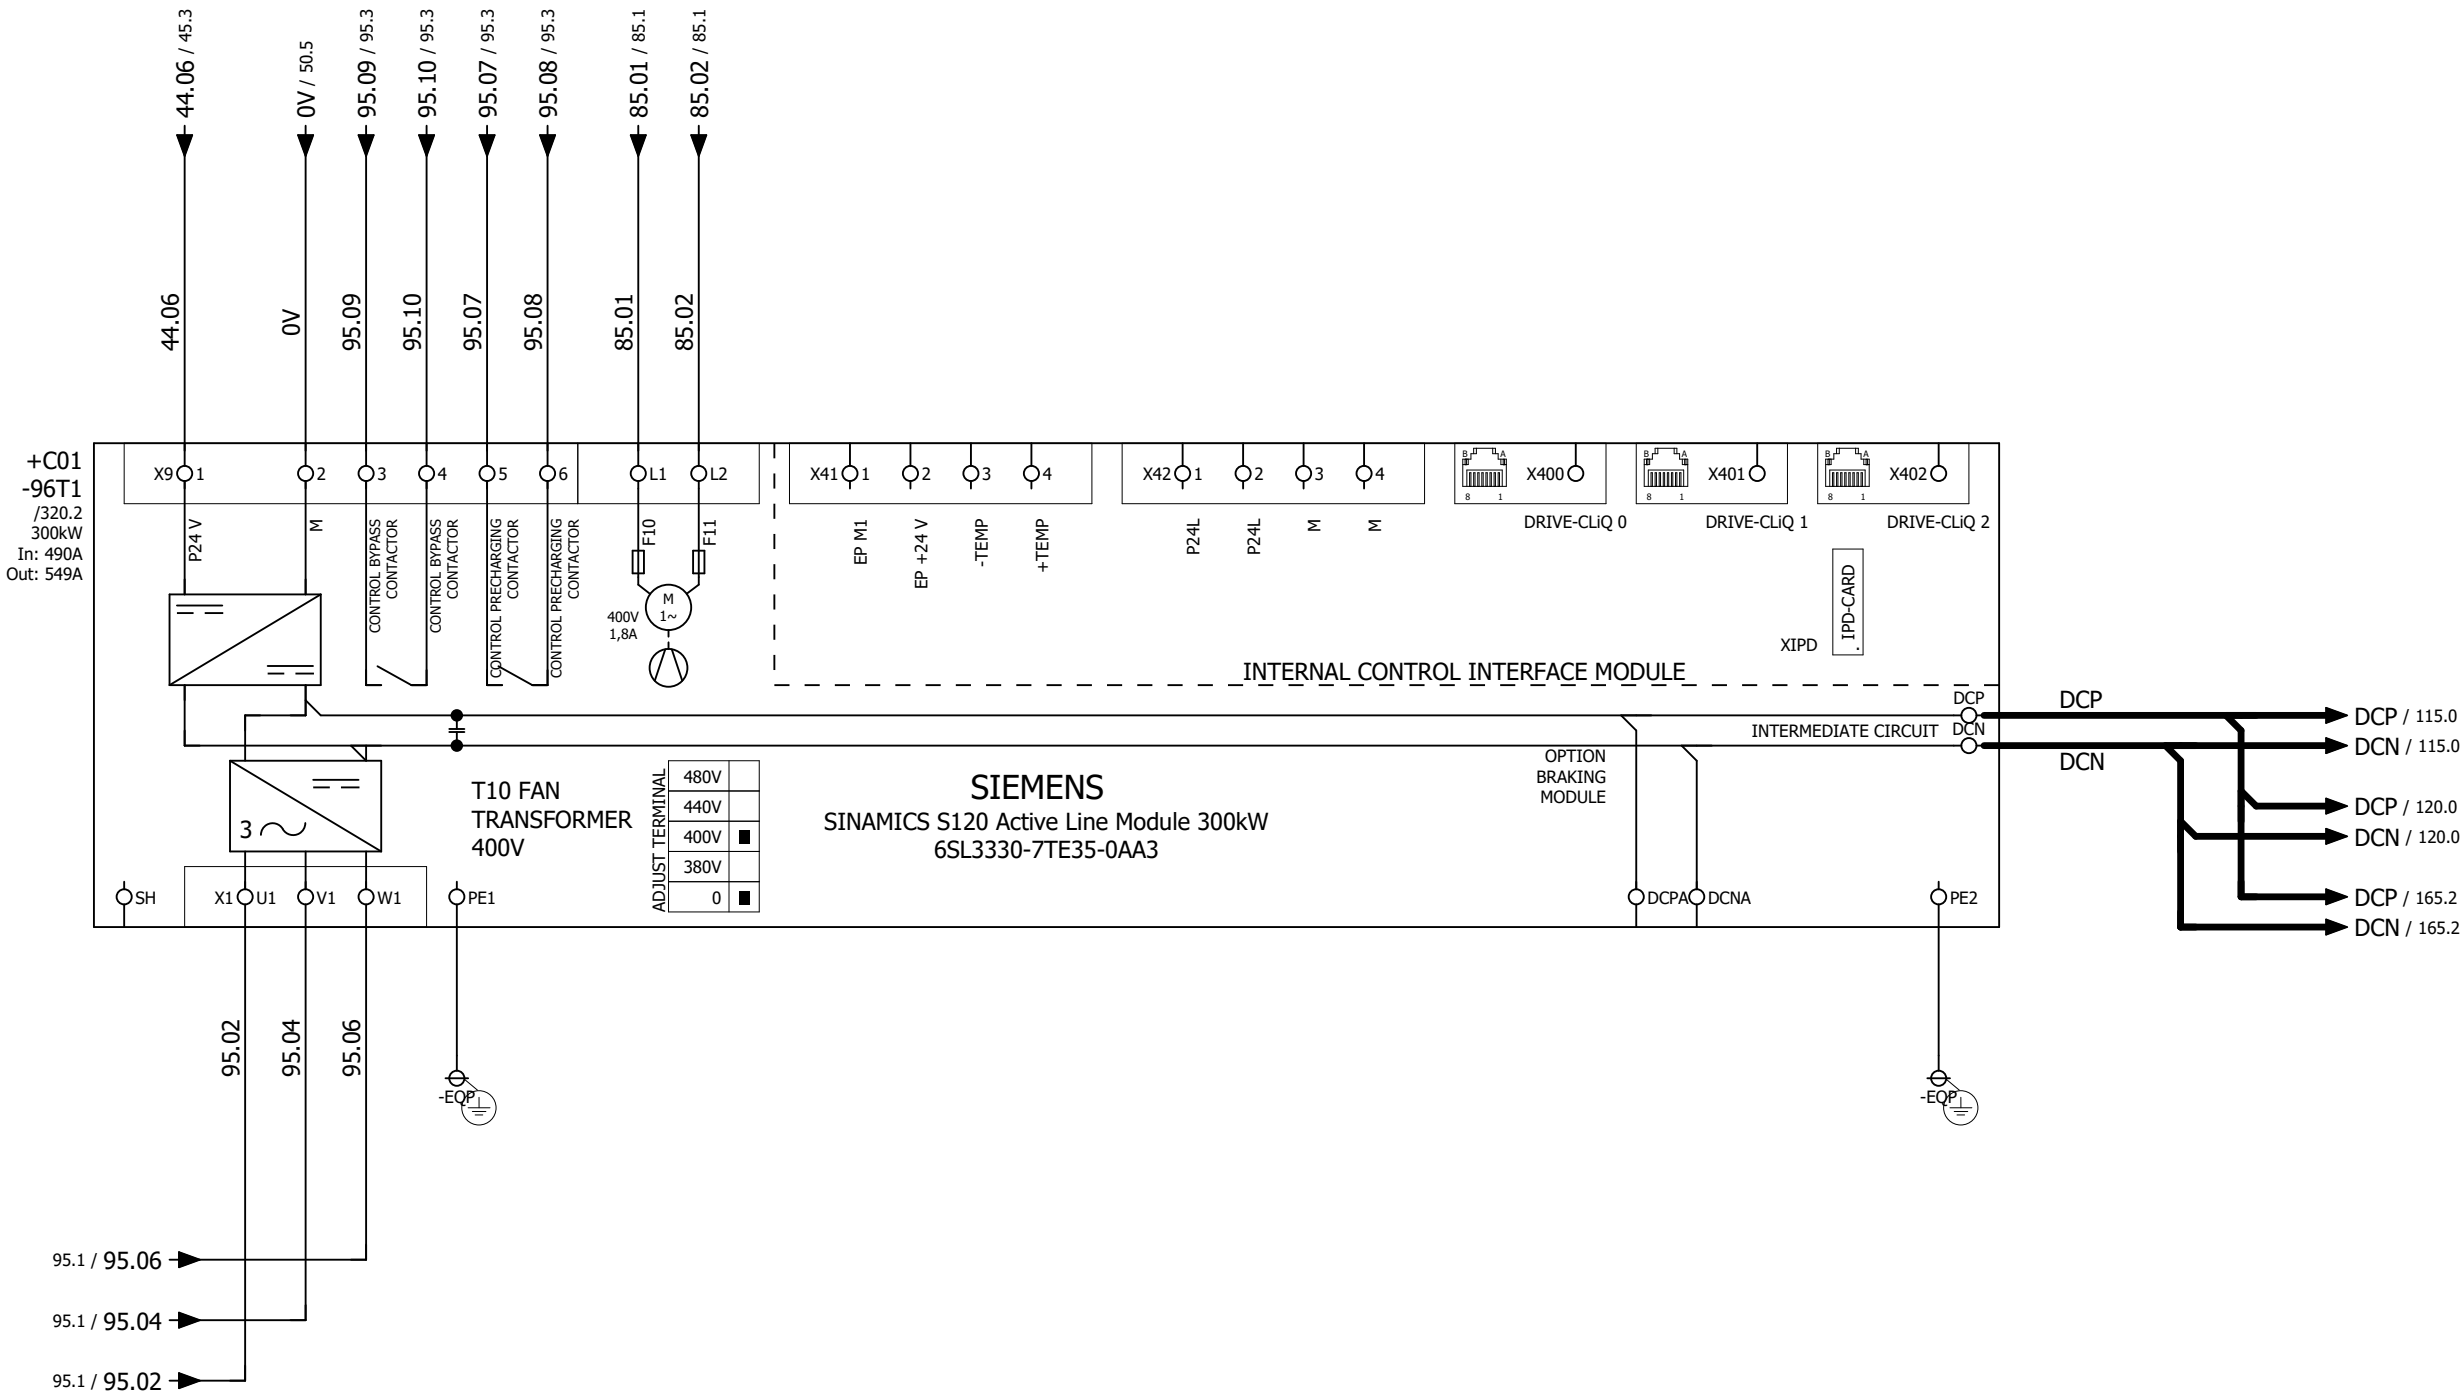 44.06 / 45.3
0V / 50.5
95.09 / 95.3
95.10 / 95.3
95.07 / 95.3
95.08 / 95.3
85.01 / 85.1
85.02 / 85.1
44.06
0V
95.09
95.10
95.07
95.08
85.01
85.02
+C01
-96T1
/320.2
300kW
In: 490A
Out: 549A
X9 1 2 3 4 5 6 L1 L2
X41 1 2 3 4
X42 1 2 3 4
B A
8 1
X400
B A
8 1
X401
B A
8 1
X402
P24 V
M
CONTROL BYPASS
CONTACTOR
CONTROL BYPASS
CONTACTOR
CONTROL PRECHARGING
CONTACTOR
CONTROL PRECHARGING
CONTACTOR
F10
F11
M
1~
400V
1,8A
EP M1
EP +24 V
-TEMP
+TEMP
P24L
P24L
M
M
DRIVE-CLiQ 0
DRIVE-CLiQ 1
DRIVE-CLiQ 2
XIPD
IPD-CARD
.
INTERNAL CONTROL INTERFACE MODULE
DCP
DCP
DCP / 115.0
INTERMEDIATE CIRCUIT
DCN
DCN / 115.0
DCN
OPTION
BRAKING
MODULE
DCP / 120.0
DCN / 120.0
DCP / 165.2
DCN / 165.2
3
T10 FAN
TRANSFORMER
400V
ADJUST TERMINAL
480V
440V
400V
380V
0
SIEMENS
SINAMICS S120 Active Line Module 300kW
6SL3330-7TE35-0AA3
SH
X1 U1 V1 W1
PE1
DCPA
DCNA
PE2
95.02
95.04
95.06
-EQP
-EQP
95.1 / 95.06
95.1 / 95.04
95.1 / 95.02